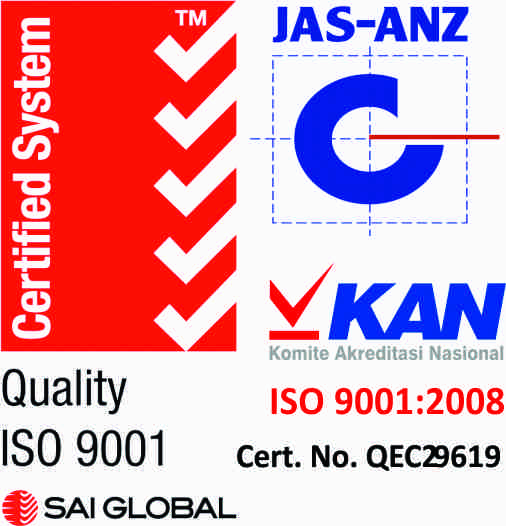 Certified System
TM
Quality
ISO 9001
SAI GLOBAL
JAS-ANZ
KAN
Komite Akreditasi Nasional
ISO 9001:2008
Cert. No. QEC29619